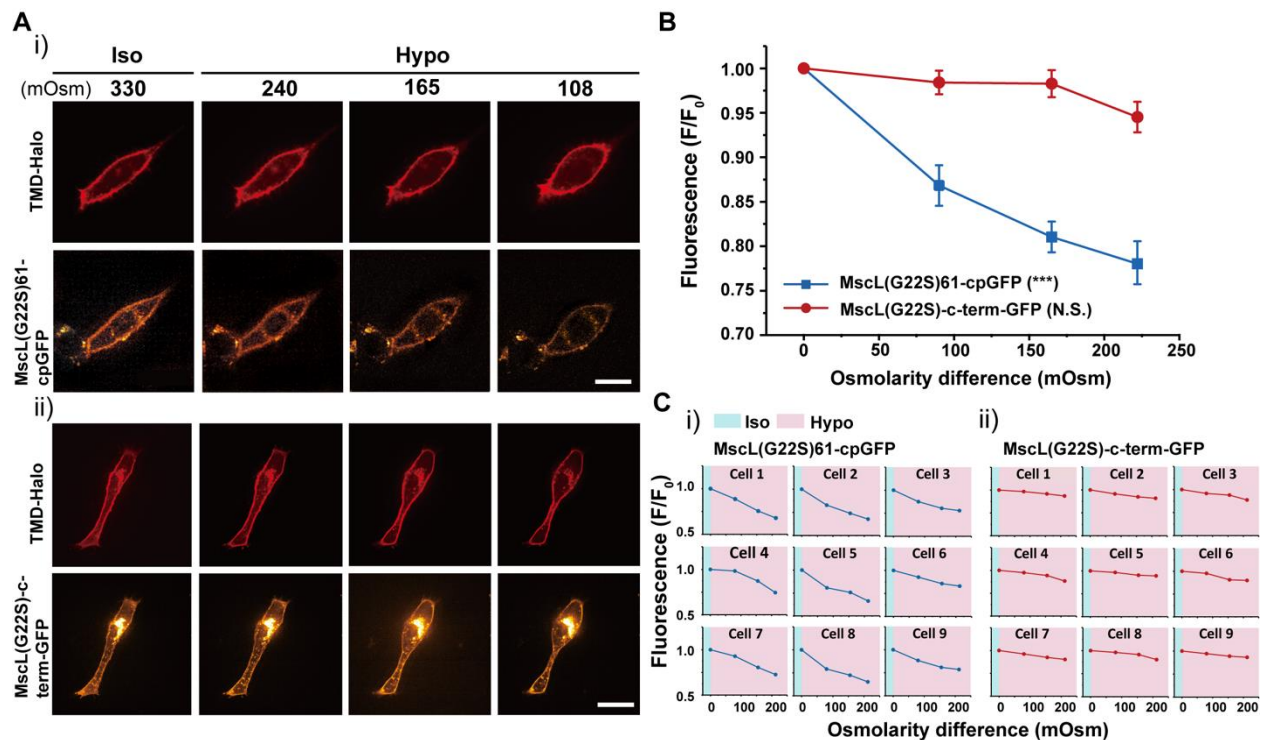 A
i)
Iso
Hypo
(mOsm)
330
240
165
108
TMD-Halo
MscL(G22S)61-
cpGFP
ii)
TMD-Halo
MscL(G22S)-c-
term-GFP
B
Fluorescence (F/F0)
1.00
0.95
0.90
0.85
0.80
0.75
0.70
MscL(G22S)61-cpGFP (***)
MscL(G22S)-c-term-GFP (N.S.)
0
50
100
150
200
250
Osmolarity difference (mOsm)
C
i)
Iso
Hypo
ii)
MscL(G22S)61-cpGFP
MscL(G22S)-c-term-GFP
Fluorescence (F/F0)
1.0
0.5
Cell 1
Cell 2
Cell 3
Cell 1
Cell 2
Cell 3
1.0
0.5
Cell 4
Cell 5
Cell 6
Cell 4
Cell 5
Cell 6
1.0
0.5
Cell 7
Cell 8
Cell 9
Cell 7
Cell 8
Cell 9
0 100 200
0 100 200
0 100 200
0 100 200
0 100 200
0 100 200
Osmolarity difference (mOsm)